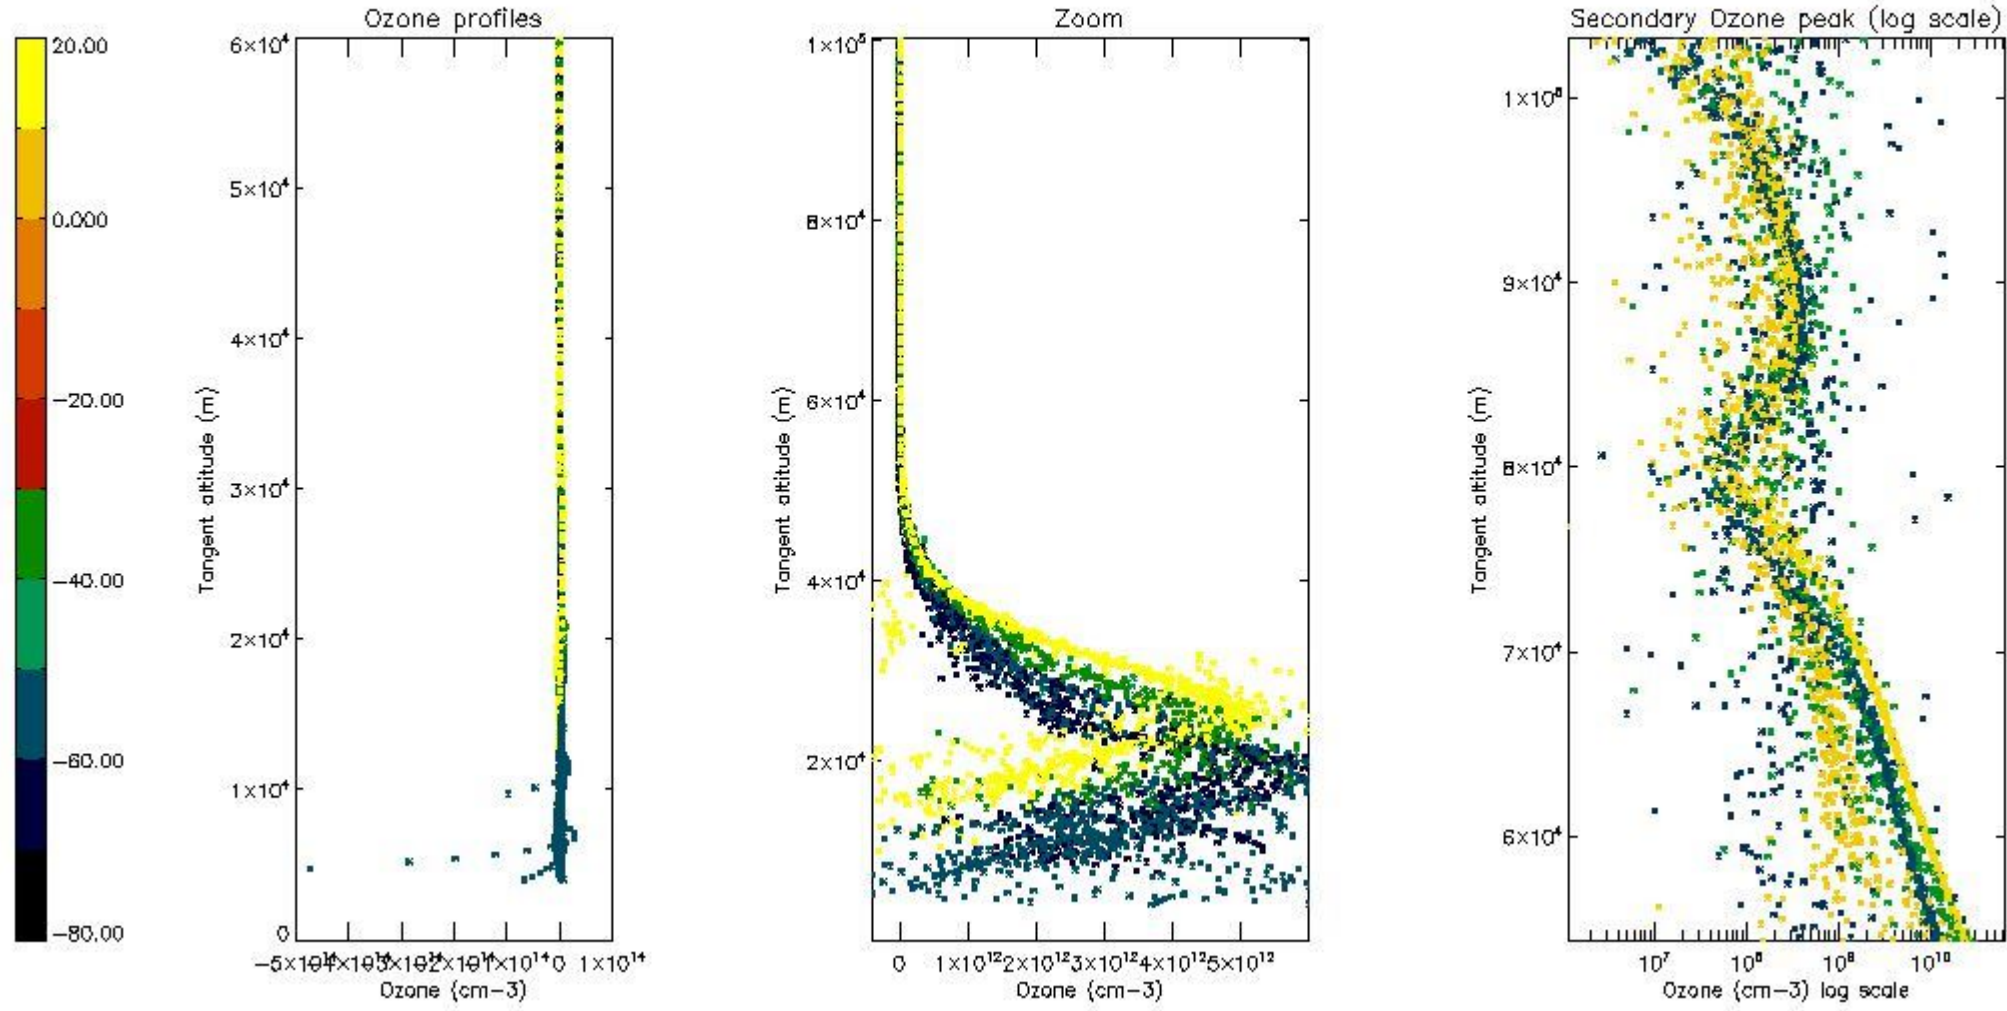 Ozone profiles
Zoom
Secondary Ozone peak (log scale)
20.00
0.000
−20.00
−40.00
−60.00
−80.00
6×10⁴
5×10⁴
4×10⁴
3×10⁴
2×10⁴
1×10⁴
0
Tangent altitude (m)
0 1×10¹⁴
Ozone (cm−3)
1×10⁵
8×10⁴
6×10⁴
4×10⁴
2×10⁴
Tangent altitude (m)
0 1×10¹² 2×10¹² 3×10¹² 4×10¹² 5×10¹²
Ozone (cm−3)
1×10⁵
9×10⁴
8×10⁴
7×10⁴
6×10⁴
Tangent altitude (m)
10⁷ 10⁸ 10⁹ 10¹⁰
Ozone (cm−3) log scale